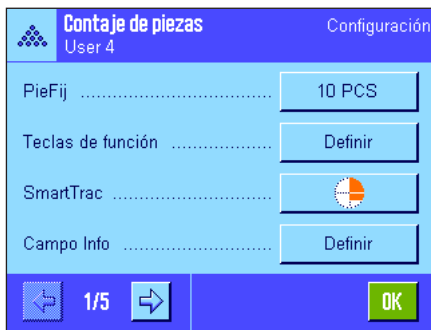 Contaje de piezas
Configuración
User 4
PieFij ................................. 10 PCS
Teclas de función ................. Definir
SmartTrac ...........................
Campo Info ......................... Definir
1/5
OK